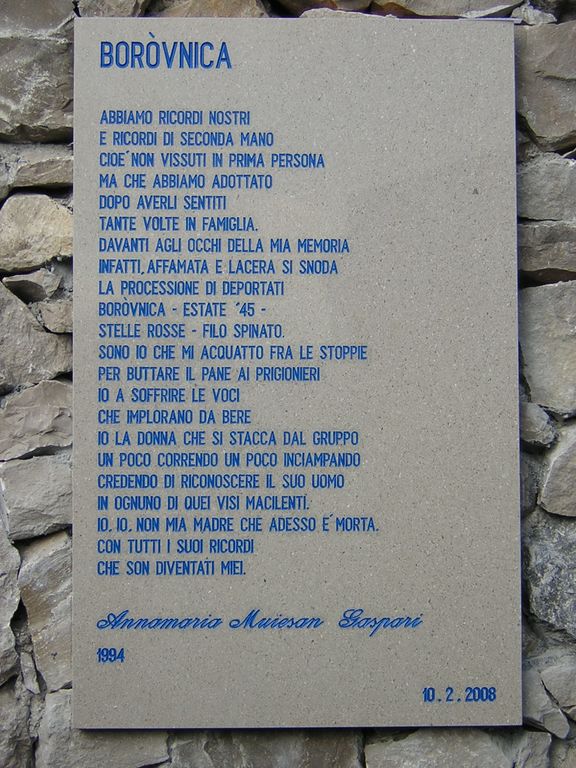 BORÒVNICA
ABBIAMO RICORDI NOSTRI
E RICORDI DI SECONDA MANO
CIOE' NON VISSUTI IN PRIMA PERSONA
MA CHE ABBIAMO ADOTTATO
DOPO AVERLI SENTITI
TANTE VOLTE IN FAMIGLIA.
DAVANTI AGLI OCCHI DELLA MIA MEMORIA
INFATTI, AFFAMATA E LACERA SI SNODA
LA PROCESSIONE DI DEPORTATI
BORÒVNICA - ESTATE '45 -
STELLE ROSSE - FILO SPINATO.
SONO IO CHE MI ACQUATTO FRA LE STOPPIE
PER BUTTARE IL PANE AI PRIGIONIERI
IO A SOFFRIRE LE VOCI
CHE IMPLORANO DA BERE
IO LA DONNA CHE SI STACCA DAL GRUPPO
UN POCO CORRENDO UN POCO INCIAMPANDO
CREDENDO DI RICONOSCERE IL SUO UOMO
IN OGNUNO DI QUEI VISI MACILENTI.
IO, IO, NON MIA MADRE CHE ADESSO E' MORTA.
CON TUTTI I SUOI RICORDI
CHE SON DIVENTATI MIEI.
Annamaria Muiesan Gaspari
1994
10.2.2008